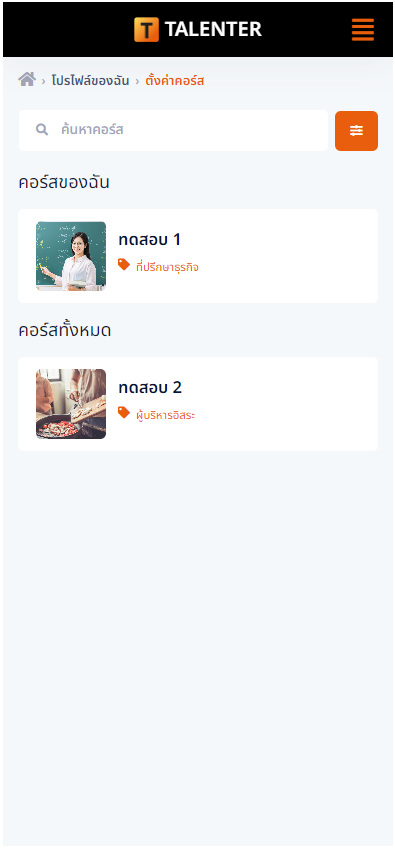 T TALENTER
โปรไฟล์ของฉัน › ตั้งค่าคอร์ส
ค้นหาคอร์ส
คอร์สของฉัน
ทดสอบ 1
ที่ปรึกษาธุรกิจ
คอร์สทั้งหมด
ทดสอบ 2
ผู้บริหารอิสระ